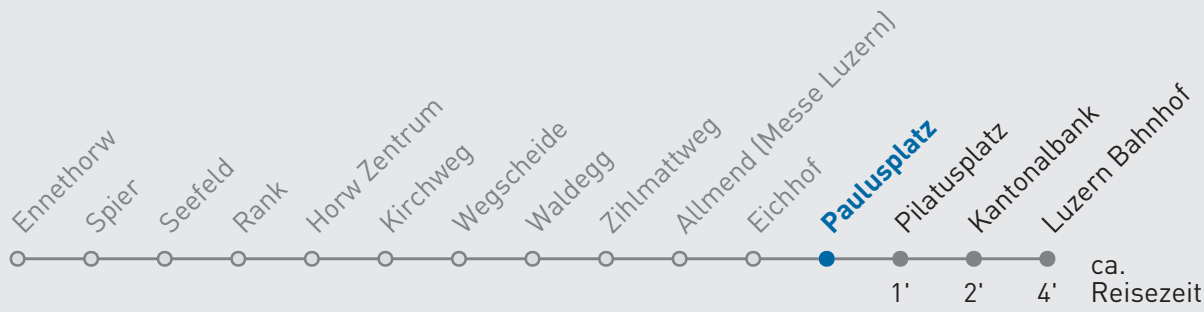 Ennethorw
Spier
Seefeld
Rank
Horw Zentrum
Kirchweg
Wegscheide
Waldegg
Zihlmattweg
Allmend (Messe Luzern)
Eichhof
Paulusplatz
Pilatusplatz
Kantonalbank
Luzern Bahnhof
ca.
1' 2' 4' Reisezeit